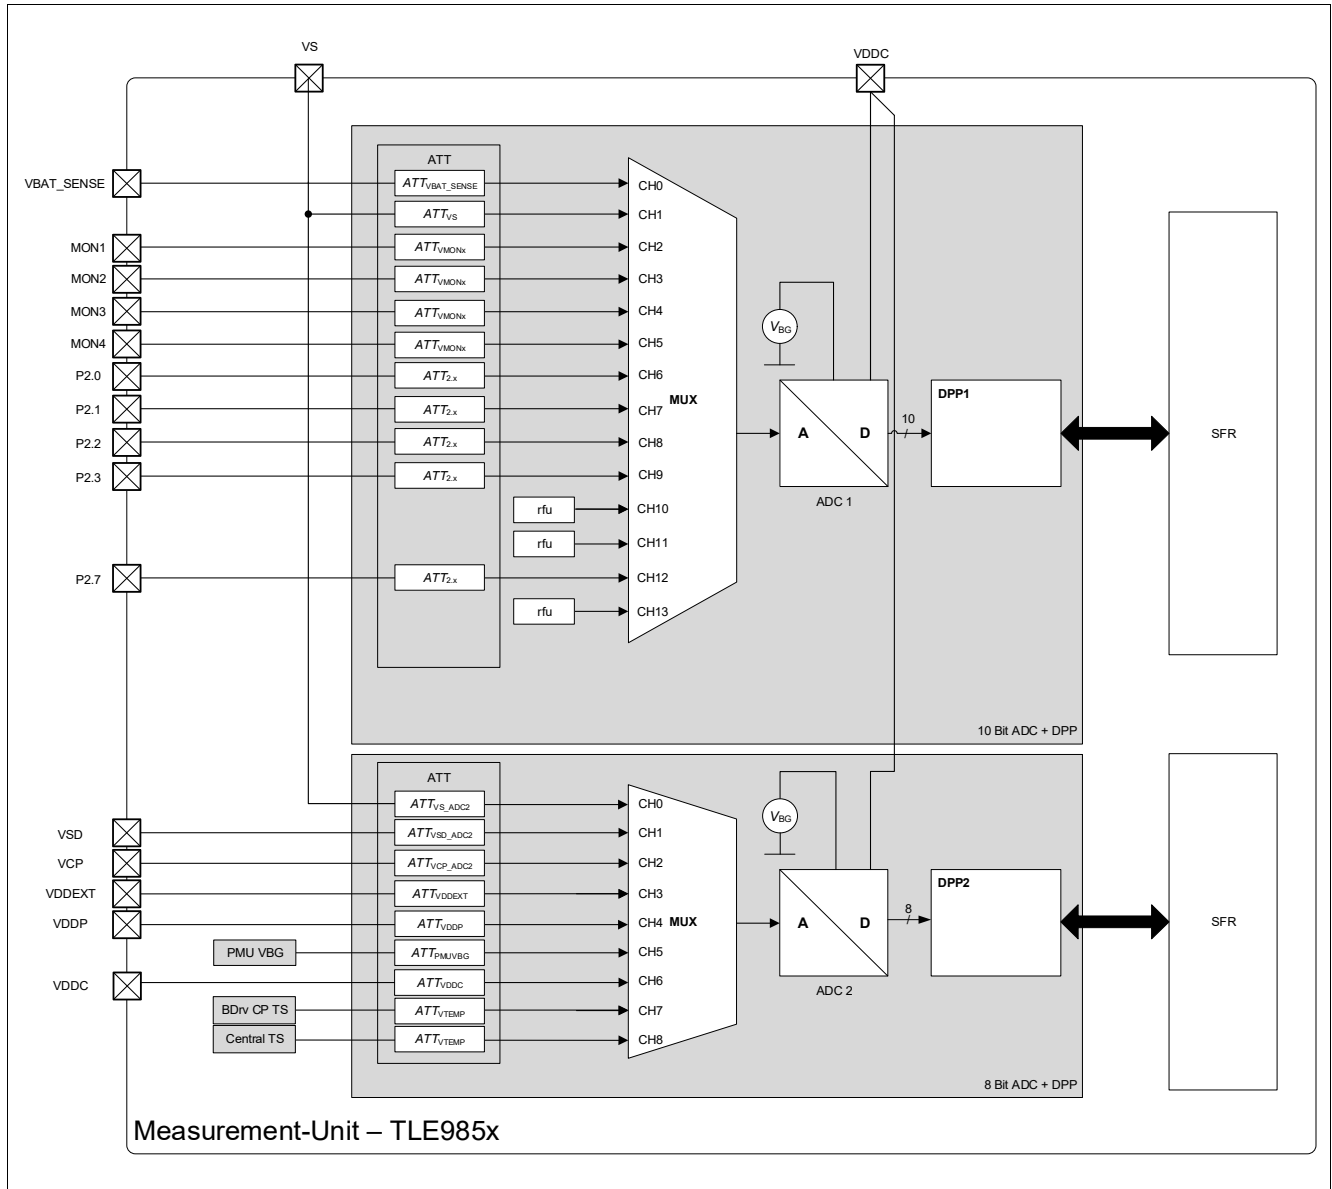 VS
VDDC
ATT
VBAT_SENSE
ATTVBAT_SENSE
CH0
ATTVS
CH1
MON1
ATTVMONx
CH2
MON2
ATTVMONx
CH3
MON3
ATTVMONx
CH4
VBG
MON4
ATTVMONx
CH5
P2.0
ATT2.x
CH6
MUX
DPP1
P2.1
ATT2.x
CH7
P2.2
ATT2.x
CH8
A
D
10
SFR
P2.3
ATT2.x
CH9
ADC 1
rfu
CH10
rfu
CH11
P2.7
ATT2.x
CH12
rfu
CH13
10 Bit ADC + DPP
ATT
ATTVS_ADC2
CH0
VBG
VSD
ATTVSD_ADC2
CH1
VCP
ATTVCP_ADC2
CH2
DPP2
VDDEXT
ATTVDDEXT
CH3
VDDP
ATTVDDP
CH4
MUX
A
D
8
SFR
PMU VBG
ATTPMUVBG
CH5
VDDC
ATTVDDC
CH6
ADC 2
BDrv CP TS
ATTVTEMP
CH7
Central TS
ATTVTEMP
CH8
8 Bit ADC + DPP
Measurement-Unit – TLE985x